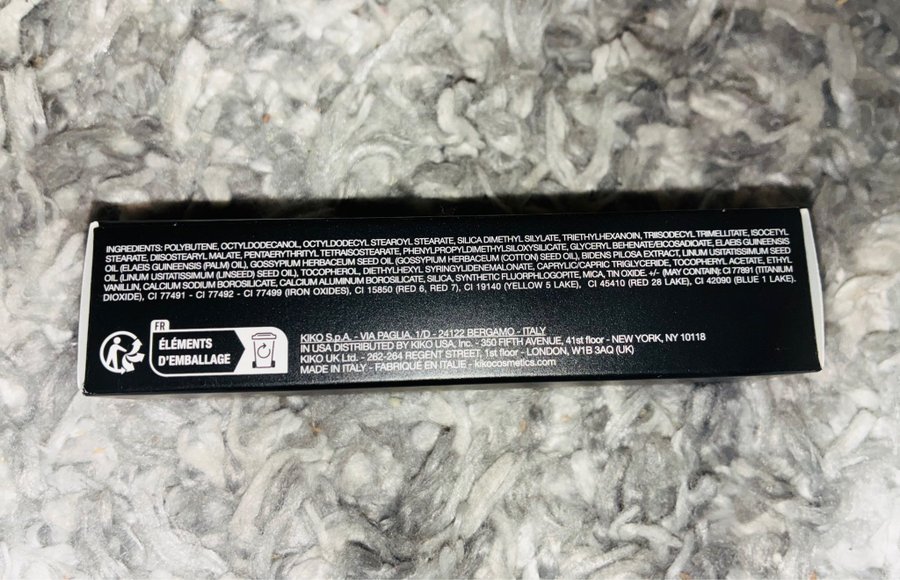 INGREDIENTS: POLYBUTENE, OCTYLDODECANOL, OCTYLDODECYL STEAROYL STEARATE, SILICA DIMETHYL SILYLATE, TRIETHYLHEXANOIN, TRIISODECYL TRIMELLITATE, ISOCETYL
STEARATE, DIISOSTEARYL MALATE, PENTAERYTHRITYL TETRAISOSTEARATE, PHENYLPROPYLDIMETHYLSILOXYSILICATE, GLYCERYL BEHENATE/EICOSADIOATE, ELAEIS GUINEENSIS
OIL (ELAEIS GUINEENSIS (PALM) OIL), GOSSYPIUM HERBACEUM SEED OIL (GOSSYPIUM HERBACEUM (COTTON) SEED OIL), BIDENS PILOSA EXTRACT, LINUM USITATISSIMUM SEED
OIL (LINUM USITATISSIMUM (LINSEED) SEED OIL), TOCOPHEROL, DIETHYLHEXYL SYRINGYLIDENEMALONATE, CAPRYLIC/CAPRIC TRIGLYCERIDE, TOCOPHERYL ACETATE, ETHYL
VANILLIN, CALCIUM SODIUM BOROSILICATE, CALCIUM ALUMINUM BOROSILICATE, SILICA, SYNTHETIC FLUORPHLOGOPITE, MICA, TIN OXIDE. +/- (MAY CONTAIN): CI 77891 (TITANIUM
DIOXIDE), CI 77491 - CI 77492 - CI 77499 (IRON OXIDES), CI 15850 (RED 6, RED 7), CI 19140 (YELLOW 5 LAKE), CI 45410 (RED 28 LAKE), CI 42090 (BLUE 1 LAKE).
FR
ÉLÉMENTS
D'EMBALLAGE
KIKO S.p.A. - VIA PAGLIA, 1/D - 24122 BERGAMO - ITALY
IN USA DISTRIBUTED BY KIKO USA, Inc. - 350 FIFTH AVENUE, 41st floor - NEW YORK, NY 10118
KIKO UK Ltd. - 262-264 REGENT STREET, 1st floor - LONDON, W1B 3AQ (UK)
MADE IN ITALY - FABRIQUÉ EN ITALIE - kikocosmetics.com